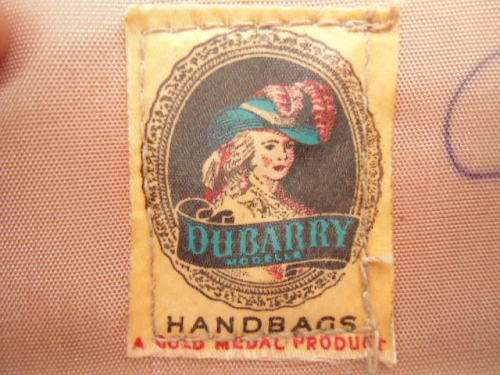 DUBARRY
MODELLE
HANDBAGS
A GOLD MEDAL PRODUCT